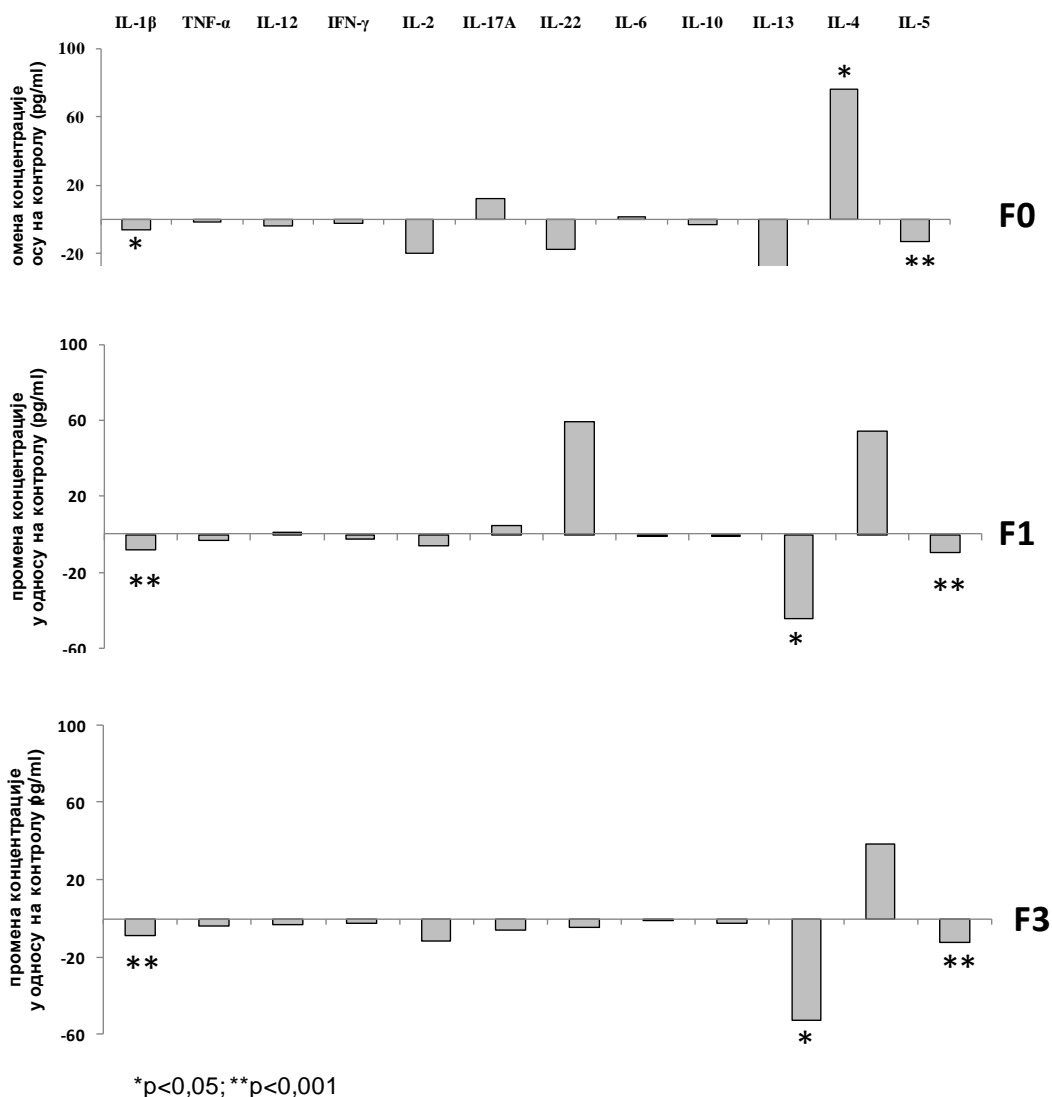 IL-1β TNF-α IL-12 IFN-γ IL-2 IL-17A IL-22 IL-6 IL-10 IL-13 IL-4 IL-5
омена концентрације
осу на контролу (pg/ml)
100
60
20
-20
*
*
**
F0
промена концентрације
у односу на контролу (pg/ml)
100
60
20
-20
-60
**
*
**
F1
промена концентрације
у односу на контролу (pg/ml)
100
60
20
-20
-60
**
*
**
F3
*p<0,05; **p<0,001